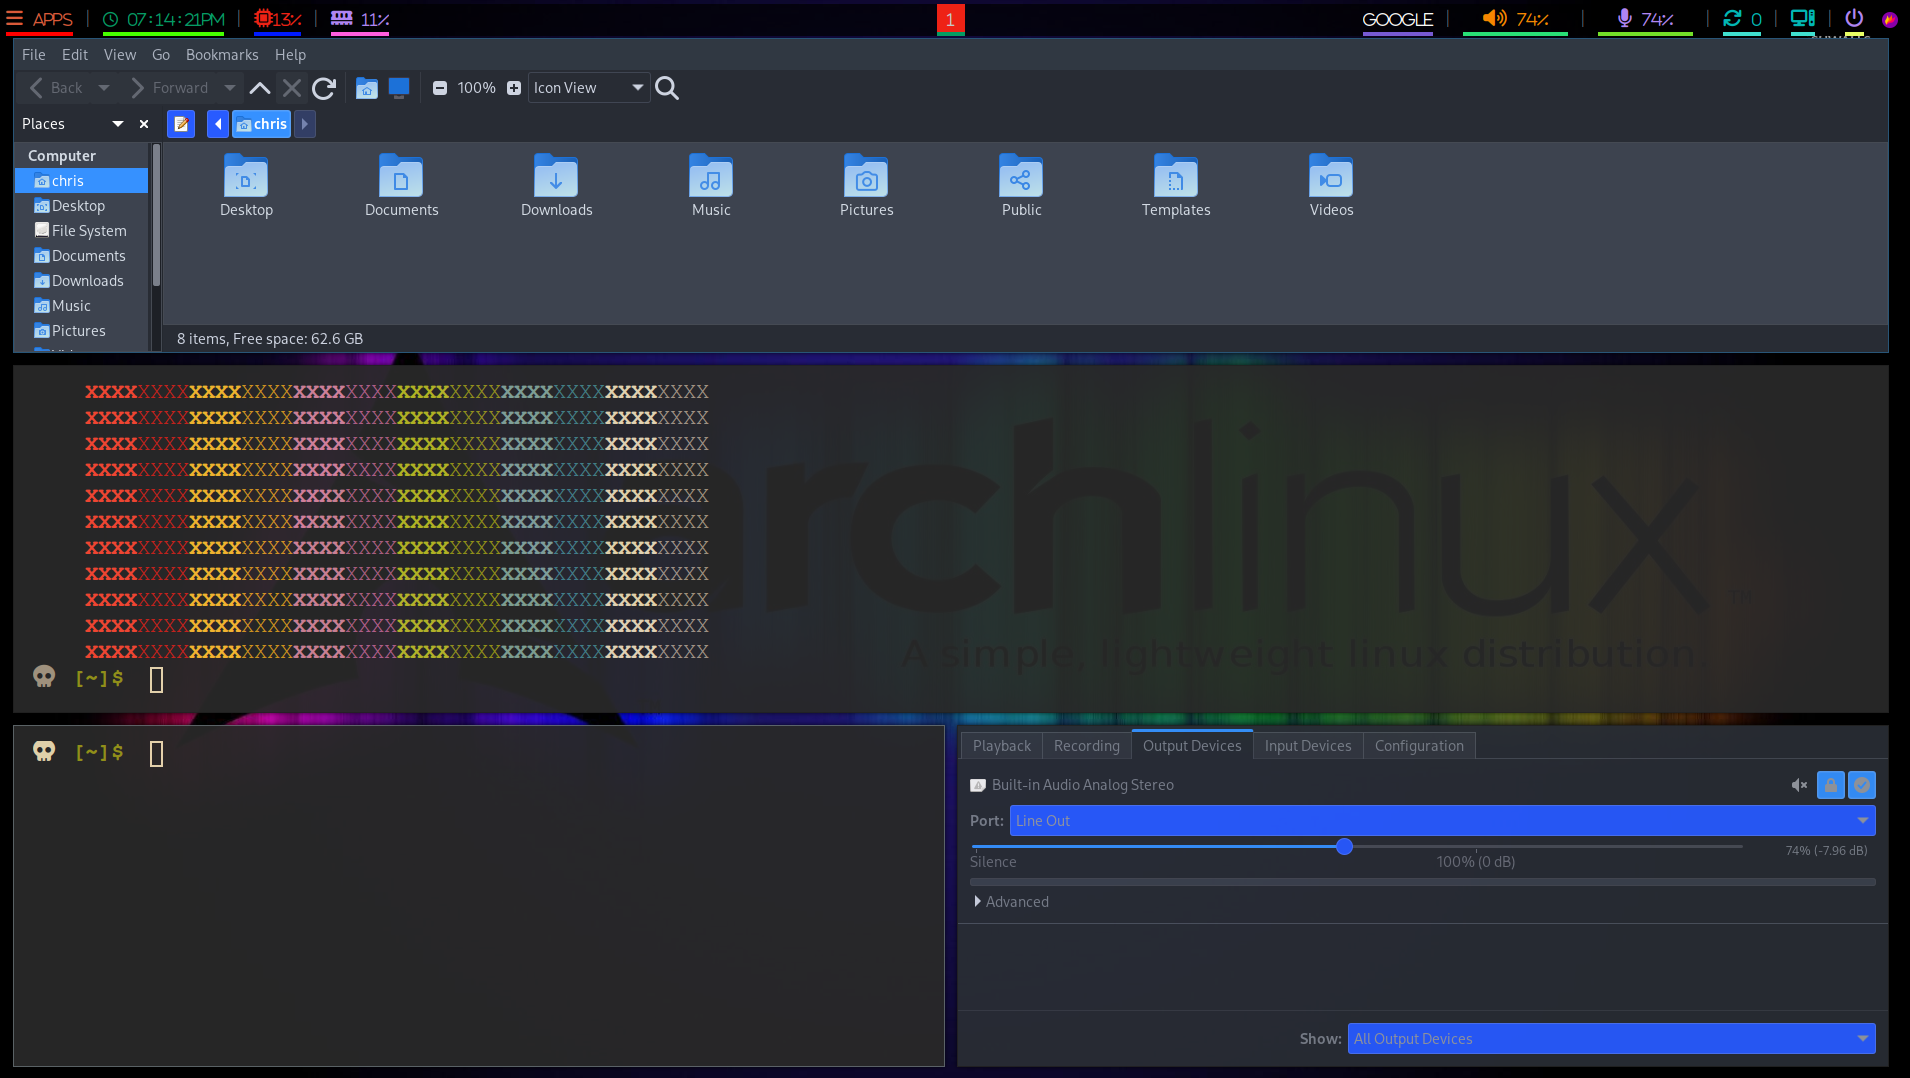 APPS 07:14:21PM 13% 11% 1 GOOGLE 74% 74% 0
File Edit View Go Bookmarks Help
Back Forward 100% Icon View
Places chris
Computer
chris
Desktop
File System
Documents
Downloads
Music
Pictures
Desktop Documents Downloads Music Pictures Public Templates Videos
8 items, Free space: 62.6 GB
xxxxXXXXxxxxXXXXxxxxXXXXxxxxXXXXxxxxXXXXxxxxXXXX
xxxxXXXXxxxxXXXXxxxxXXXXxxxxXXXXxxxxXXXXxxxxXXXX
xxxxXXXXxxxxXXXXxxxxXXXXxxxxXXXXxxxxXXXXxxxxXXXX
xxxxXXXXxxxxXXXXxxxxXXXXxxxxXXXXxxxxXXXXxxxxXXXX
xxxxXXXXxxxxXXXXxxxxXXXXxxxxXXXXxxxxXXXXxxxxXXXX
xxxxXXXXxxxxXXXXxxxxXXXXxxxxXXXXxxxxXXXXxxxxXXXX
xxxxXXXXxxxxXXXXxxxxXXXXxxxxXXXXxxxxXXXXxxxxXXXX
xxxxXXXXxxxxXXXXxxxxXXXXxxxxXXXXxxxxXXXXxxxxXXXX
xxxxXXXXxxxxXXXXxxxxXXXXxxxxXXXXxxxxXXXXxxxxXXXX
xxxxXXXXxxxxXXXXxxxxXXXXxxxxXXXXxxxxXXXXxxxxXXXX
xxxxXXXXxxxxXXXXxxxxXXXXxxxxXXXXxxxxXXXXxxxxXXXX
[~]$
archlinux TM
A simple, lightweight linux distribution.
[~]$
Playback Recording Output Devices Input Devices Configuration
Built-in Audio Analog Stereo
Port: Line Out
74% (-7.96 dB)
Silence 100% (0 dB)
Advanced
Show: All Output Devices